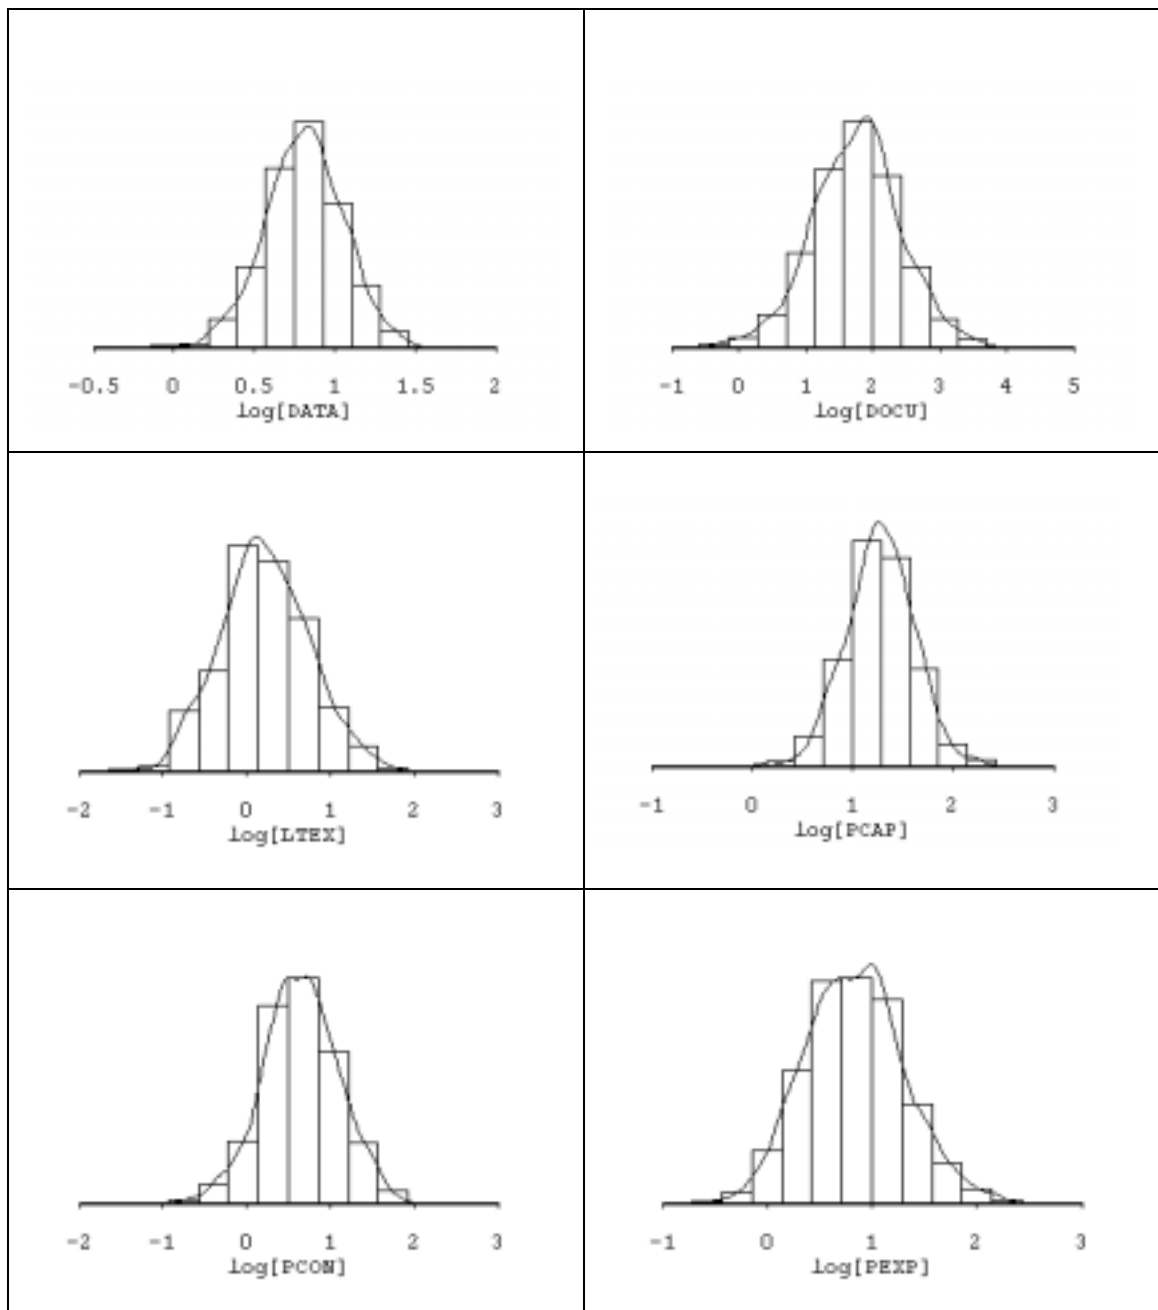 -0.5 0 0.5 1 1.5 2
log[DATA]
-1 0 1 2 3 4 5
log[DOCU]
-2 -1 0 1 2 3
log[LTEX]
-1 0 1 2 3
log[PCAP]
-2 -1 0 1 2 3
log[PCON]
-1 0 1 2 3
log[PEXP]